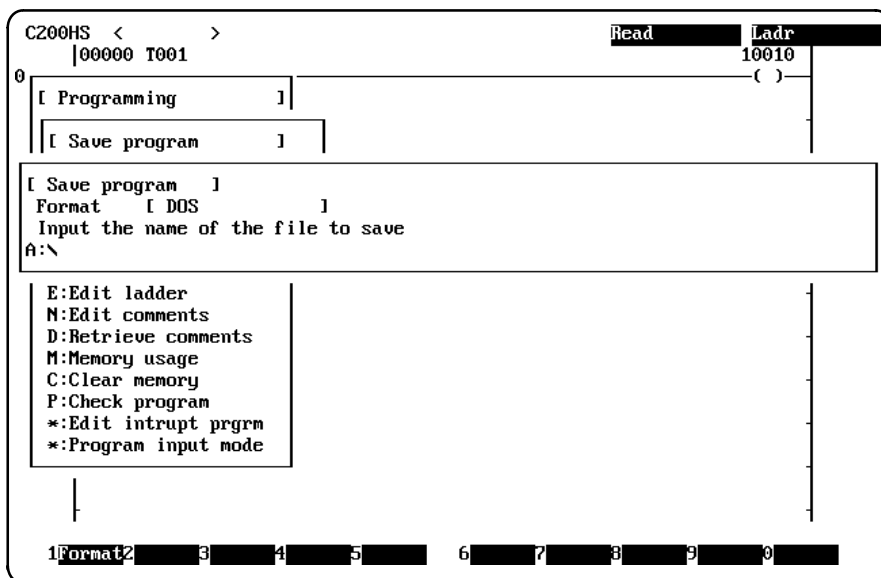 C200HS < > Read Ladr
00000 T001 10010
0 ( )
[ Programming ]
[ Save program ]
[ Save program ]
Format [ DOS ]
Input the name of the file to save
A:\
E:Edit ladder
N:Edit comments
D:Retrieve comments
M:Memory usage
C:Clear memory
P:Check program
*:Edit intrupt prgrm
*:Program input mode
1Format2 3 4 5 6 7 8 9 0